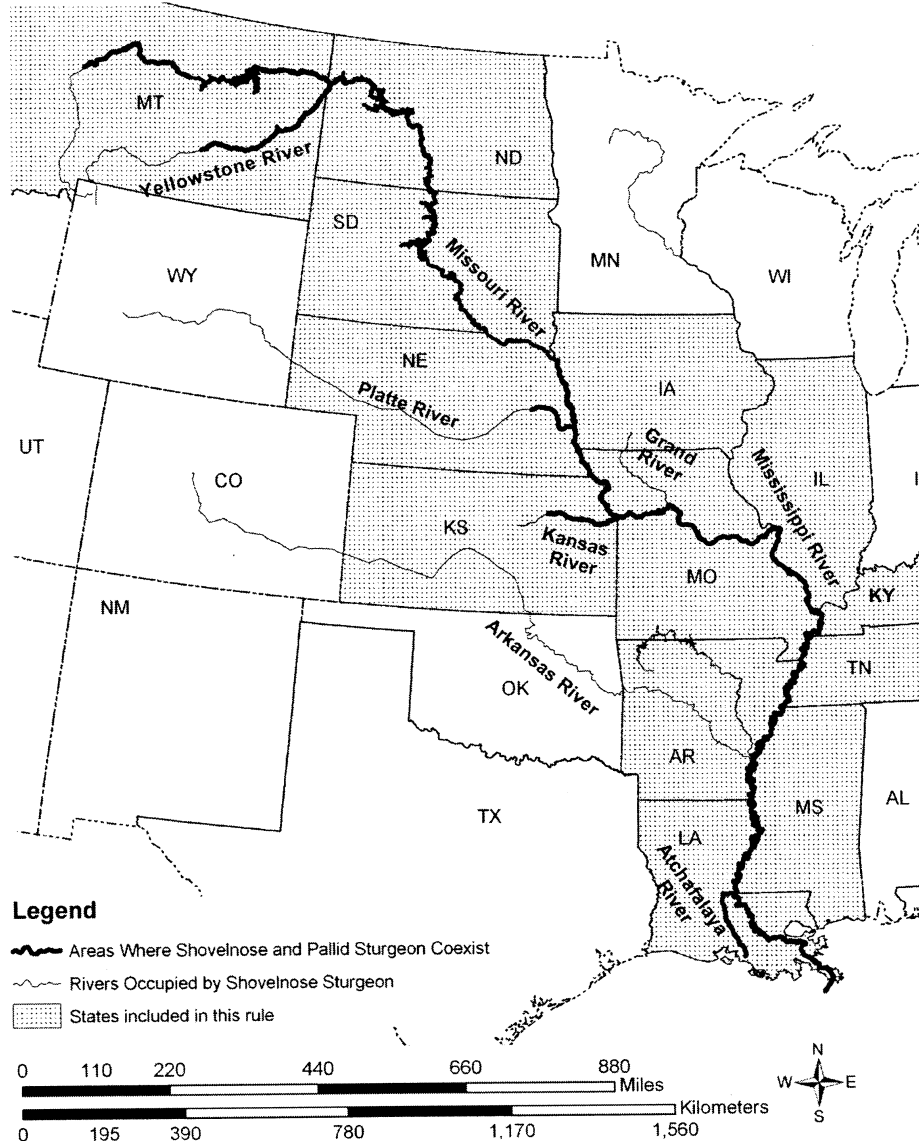 MT
ND
Yellowstone River
SD
Missouri River
MN
WI
WY
NE
IA
Platte River
Grand
River
UT
CO
IL
I
Mississippi River
KS
Kansas
River
MO
KY
NM
Arkansas River
TN
OK
AR
TX
MS
AL
LA
Atchafalaya
River
Legend
Areas Where Shovelnose and Pallid Sturgeon Coexist
Rivers Occupied by Shovelnose Sturgeon
States included in this rule
N
W E
S
0 110 220 440 660 880
Miles
Kilometers
0 195 390 780 1,170 1,560